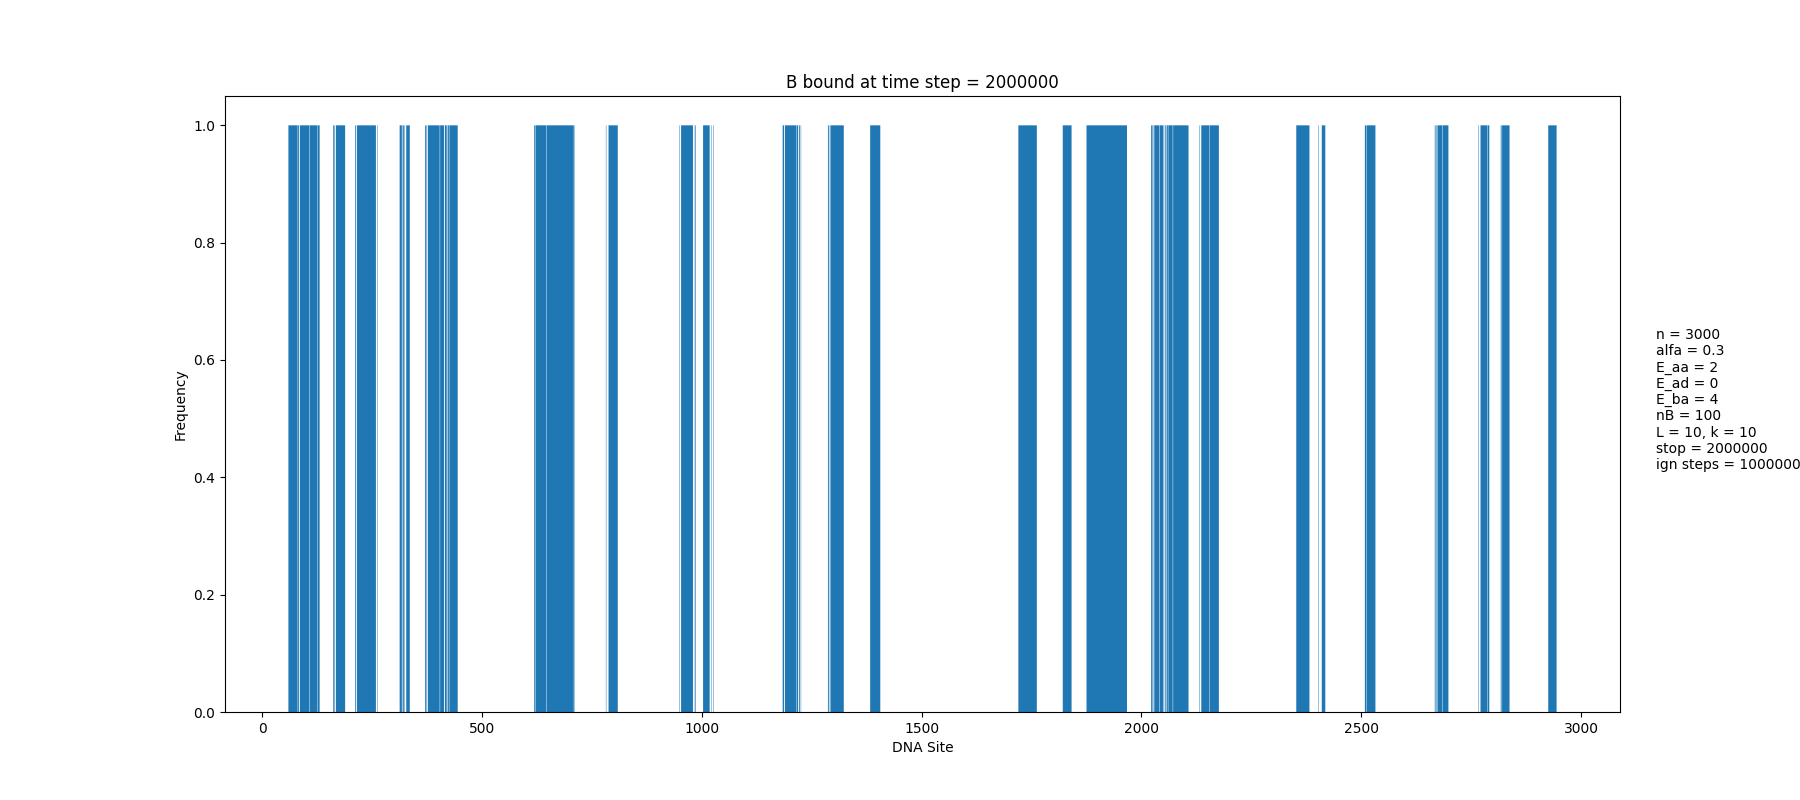 B bound at time step = 2000000
1.0
0.8
0.6
0.4
0.2
0.0
Frequency
0 500 1000 1500 2000 2500 3000
DNA Site
n = 3000
alfa = 0.3
E_aa = 2
E_ad = 0
E_ba = 4
nB = 100
L = 10, k = 10
stop = 2000000
ign steps = 1000000